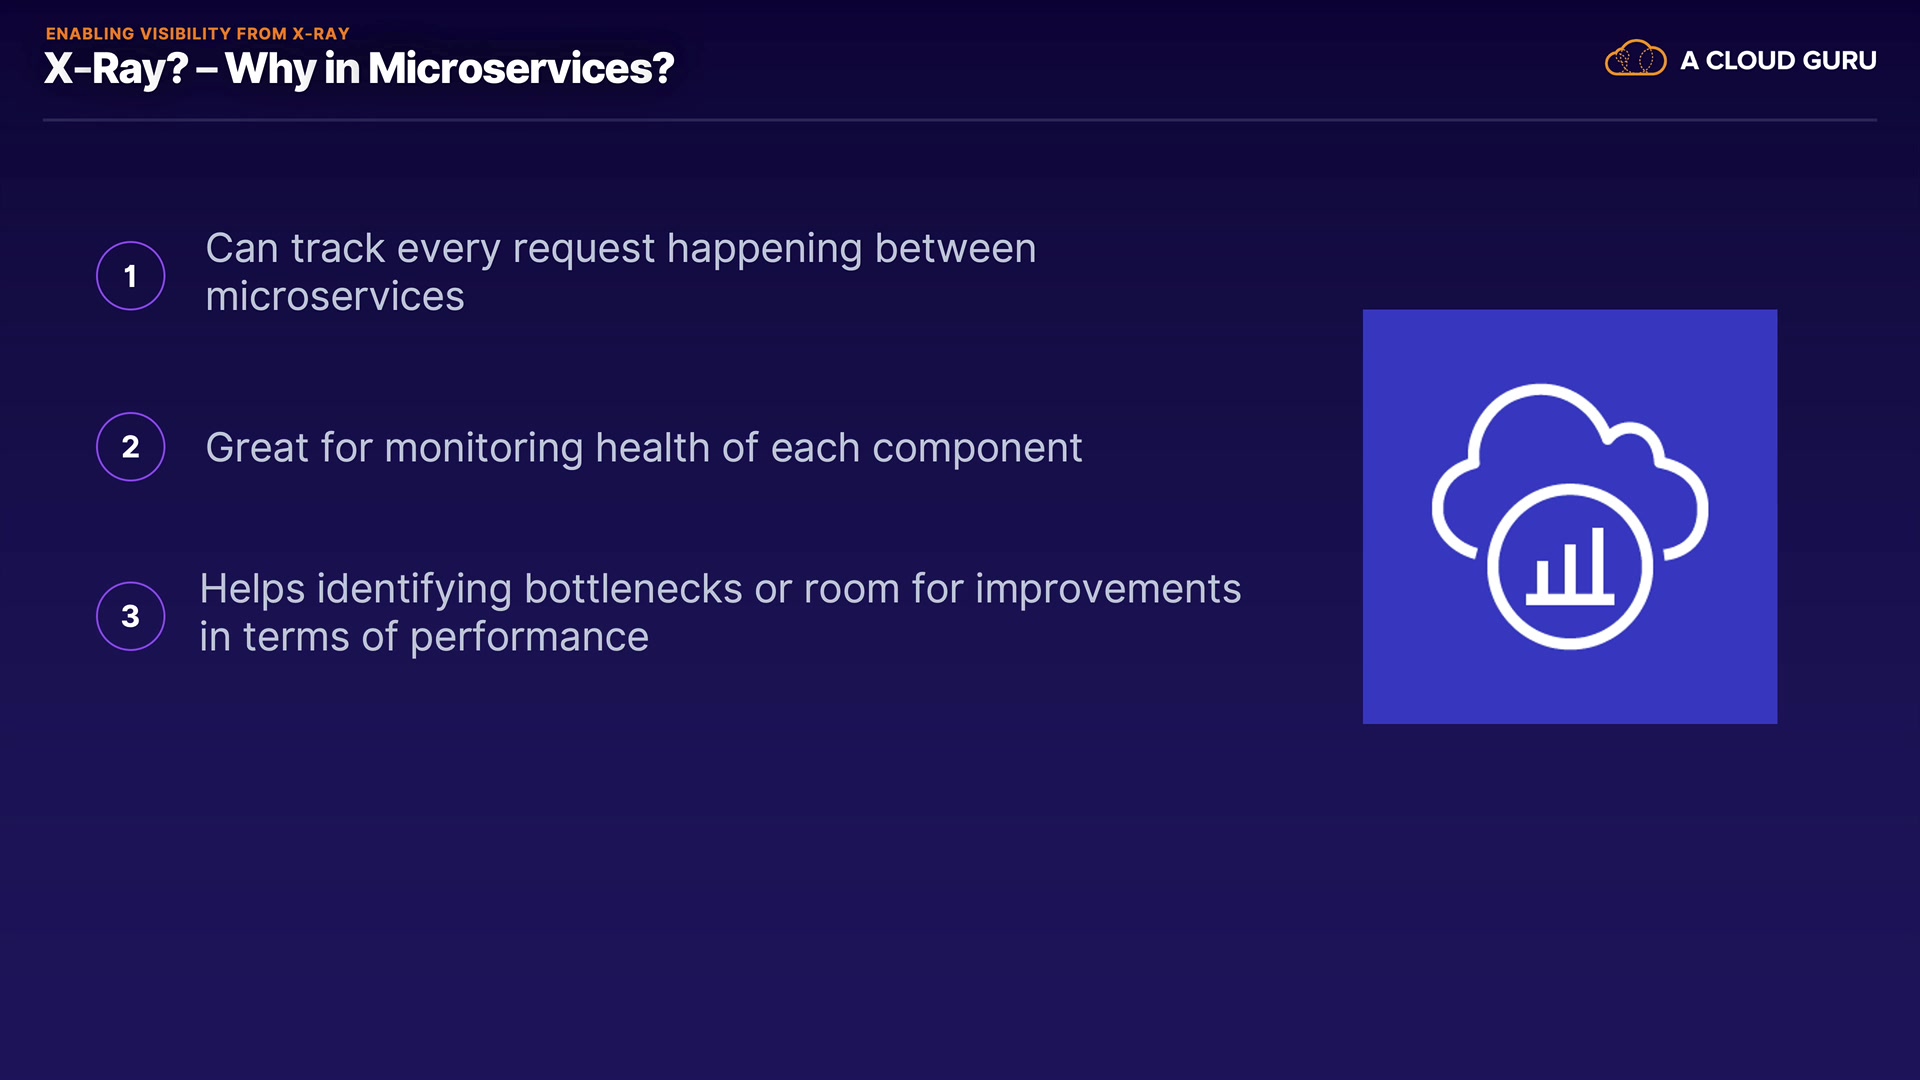 ENABLING VISIBILITY FROM X-RAY
X-Ray? – Why in Microservices?
A CLOUD GURU
1
Can track every request happening between
microservices
2
Great for monitoring health of each component
3
Helps identifying bottlenecks or room for improvements
in terms of performance